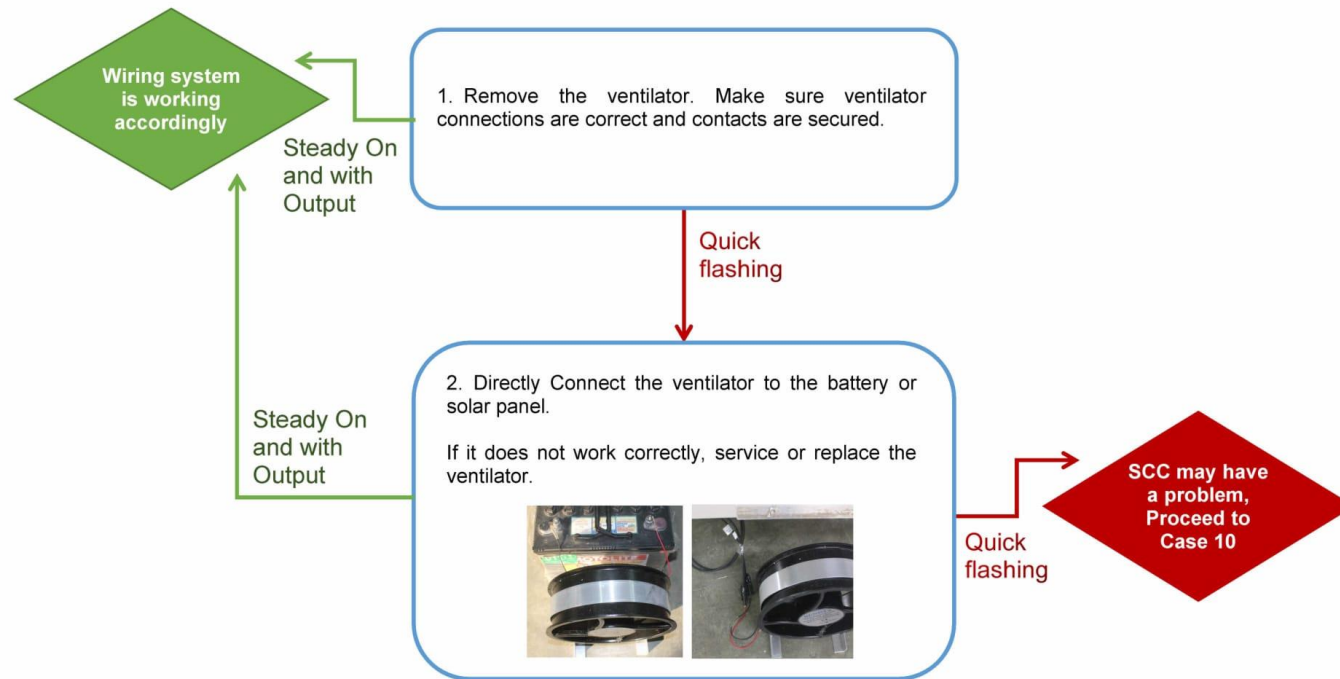 Wiring system
is working
accordingly
1. Remove the ventilator. Make sure ventilator
connections are correct and contacts are secured.
Steady On
and with
Output
Quick
flashing
2. Directly Connect the ventilator to the battery or
solar panel.
If it does not work correctly, service or replace the
ventilator.
Steady On
and with
Output
SCC may have
a problem,
Proceed to
Case 10
Quick
flashing